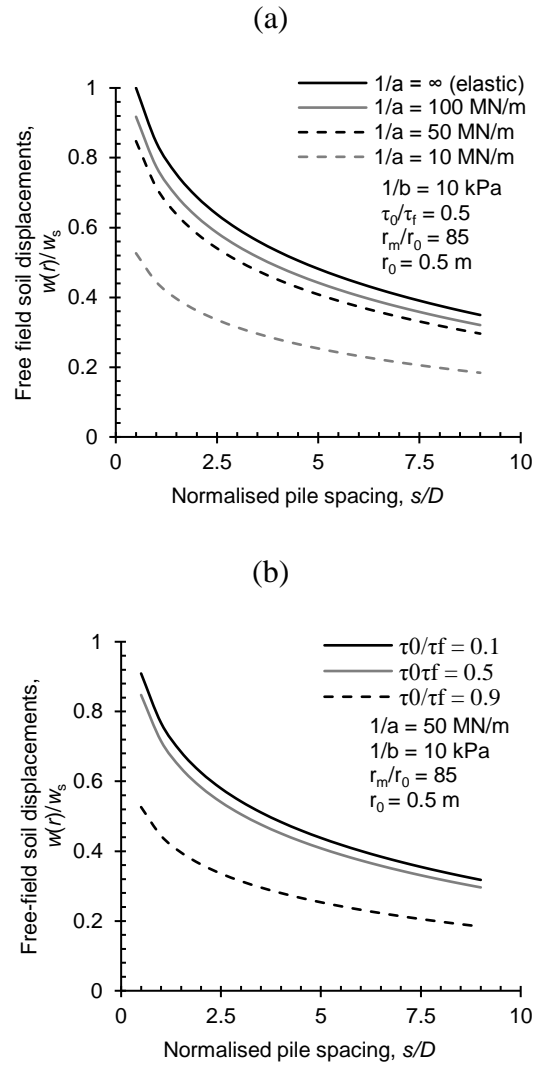 (a)
1/a = ∞ (elastic)
1/a = 100 MN/m
1/a = 50 MN/m
1/a = 10 MN/m
1/b = 10 kPa
τ0/τf = 0.5
rm/r0 = 85
r0 = 0.5 m
Free field soil displacements,
w(r)/ws
1
0.8
0.6
0.4
0.2
0
0
2.5
5
7.5
10
Normalised pile spacing, s/D
(b)
τ0/τf = 0.1
τ0τf = 0.5
τ0/τf = 0.9
1/a = 50 MN/m
1/b = 10 kPa
rm/r0 = 85
r0 = 0.5 m
Free-field soil displacements,
w(r)/ws
1
0.8
0.6
0.4
0.2
0
0
2.5
5
7.5
10
Normalised pile spacing, s/D